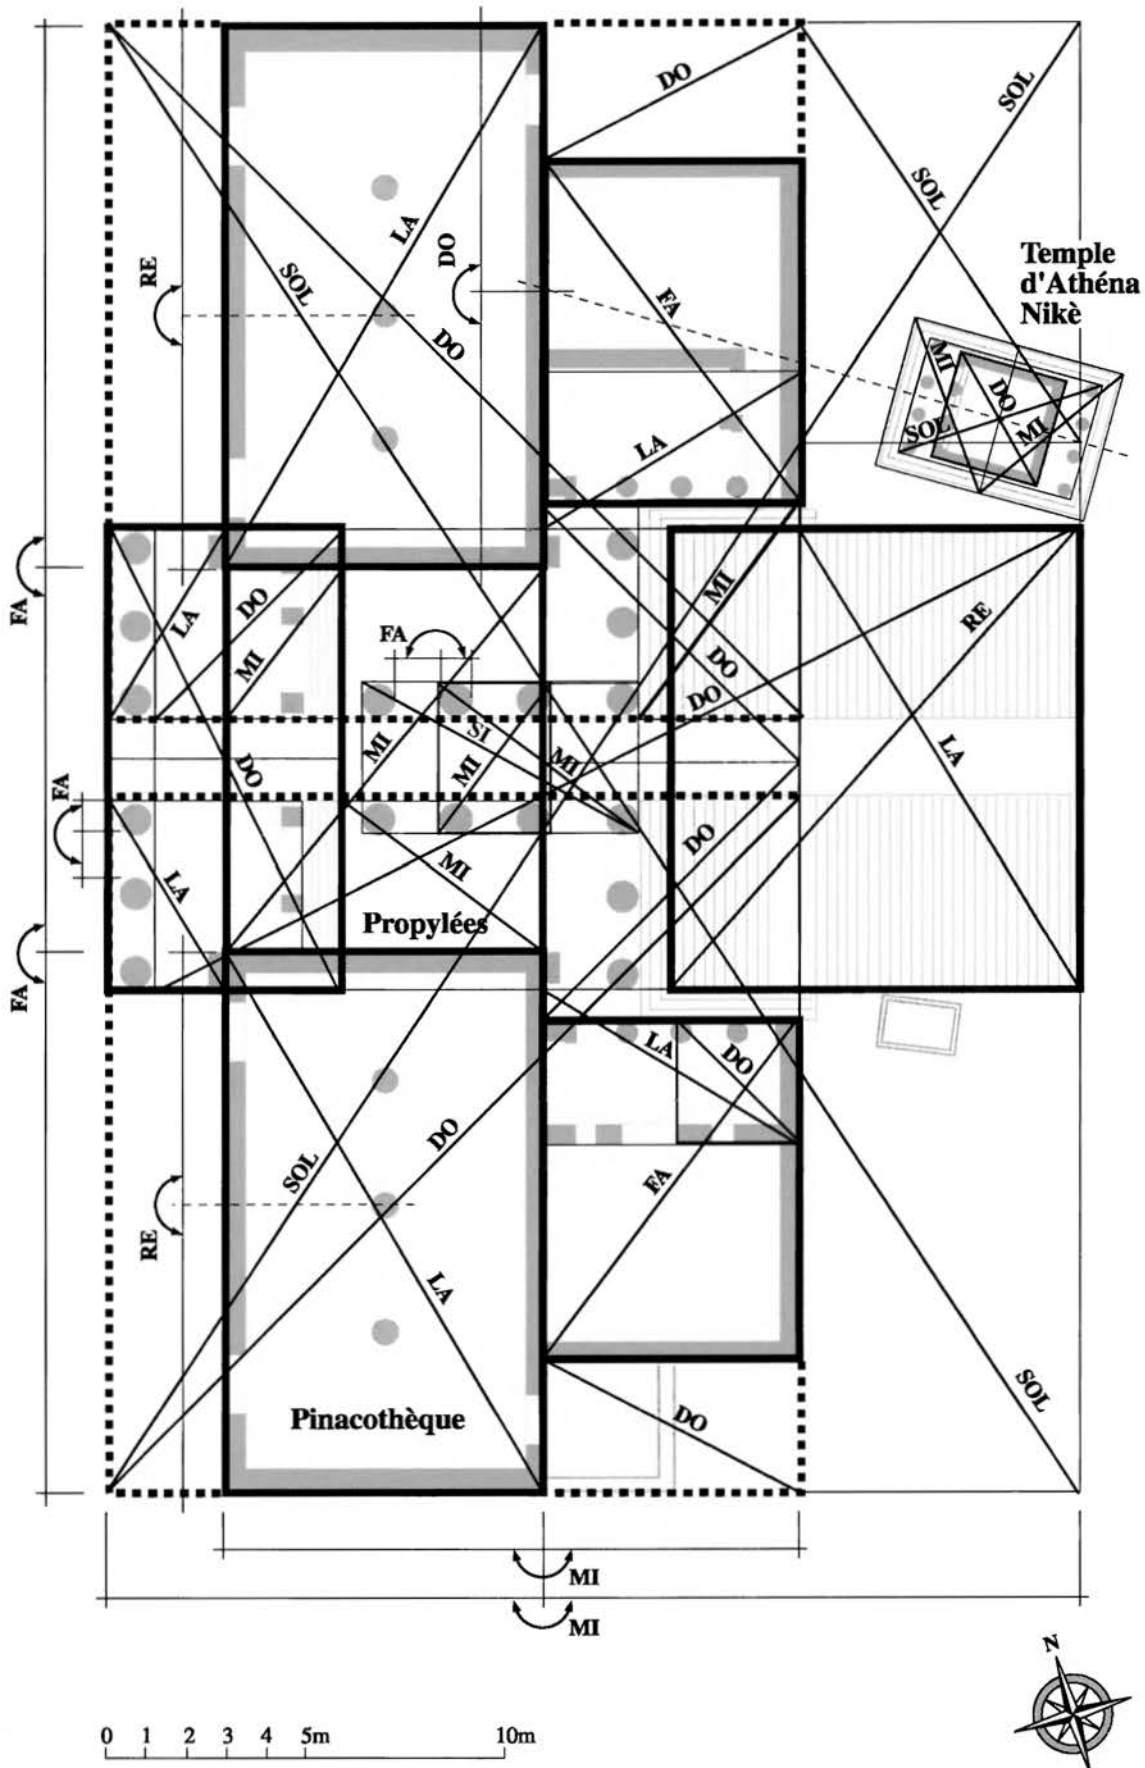 DO
SOL
SOL
LA
DO
RE
SOL
Temple
d'Athéna
Nikè
FA
DO
MI
DO
SOL
MI
LA
FA
LA
DO
MI
RE
FA
MI
DO
DO
SI
MI
LA
MI
MI
DO
FA
DO
LA
MI
Propylées
FA
LA
DO
DO
SOL
FA
RE
LA
SOL
Pinacothèque
DO
MI
MI
N
0 1 2 3 4 5m 10m